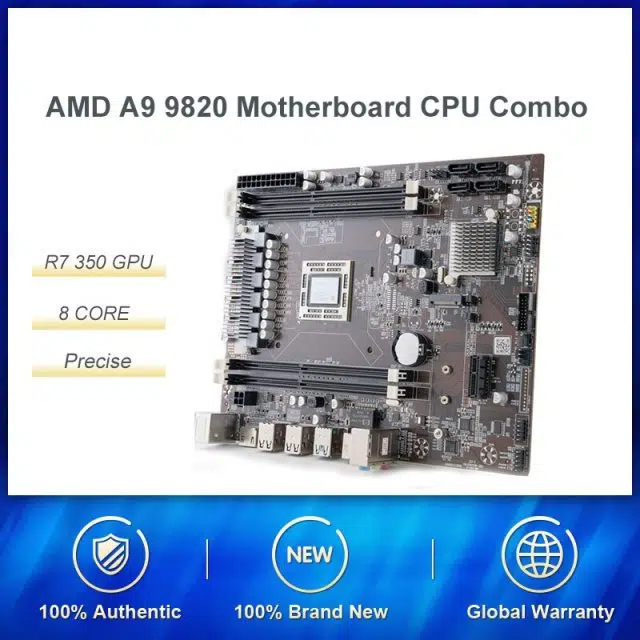 AMD A9 9820 Motherboard CPU Combo
R7 350 GPU
8 CORE
Precise
NEW
100% Authentic
100% Brand New
Global Warranty